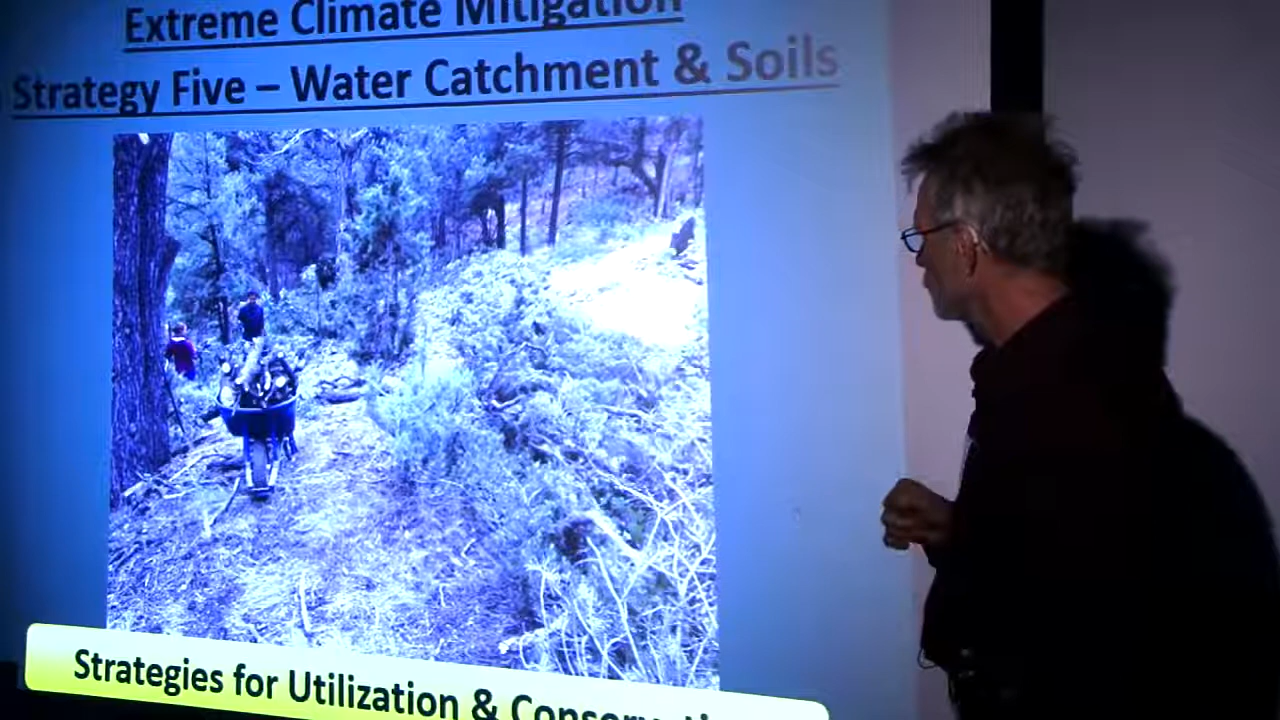 Extreme Climate Mitigation
Strategy Five – Water Catchment & Soils
Strategies for Utilization &